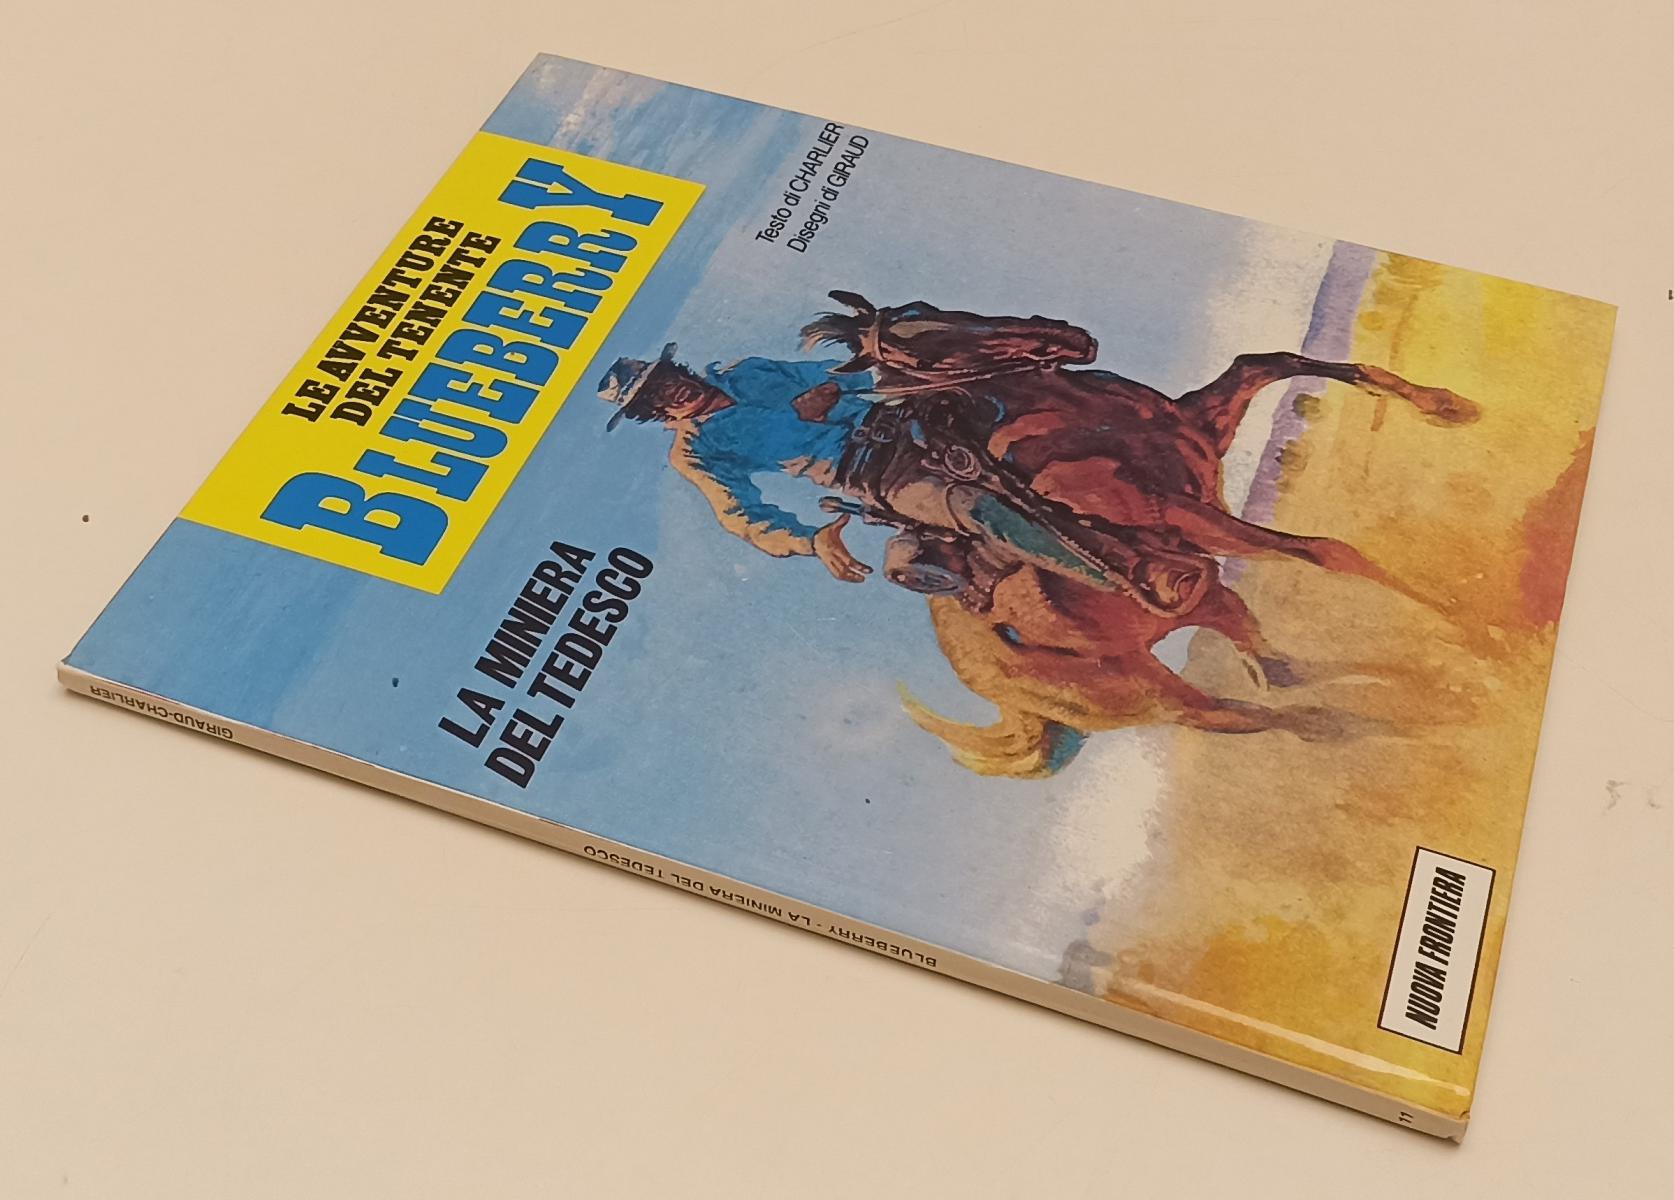 LE AVVENTURE
DEL TENENTE
BLUEBERRY
Testo di CHARLIER
Disegni di GIRAUD
LA MINIERA
DEL TEDESCO
NUOVA FRONTIERA
GIRAUD-CHARLIER
BLUEBERRY - LA MINIERA DEL TEDESCO
11